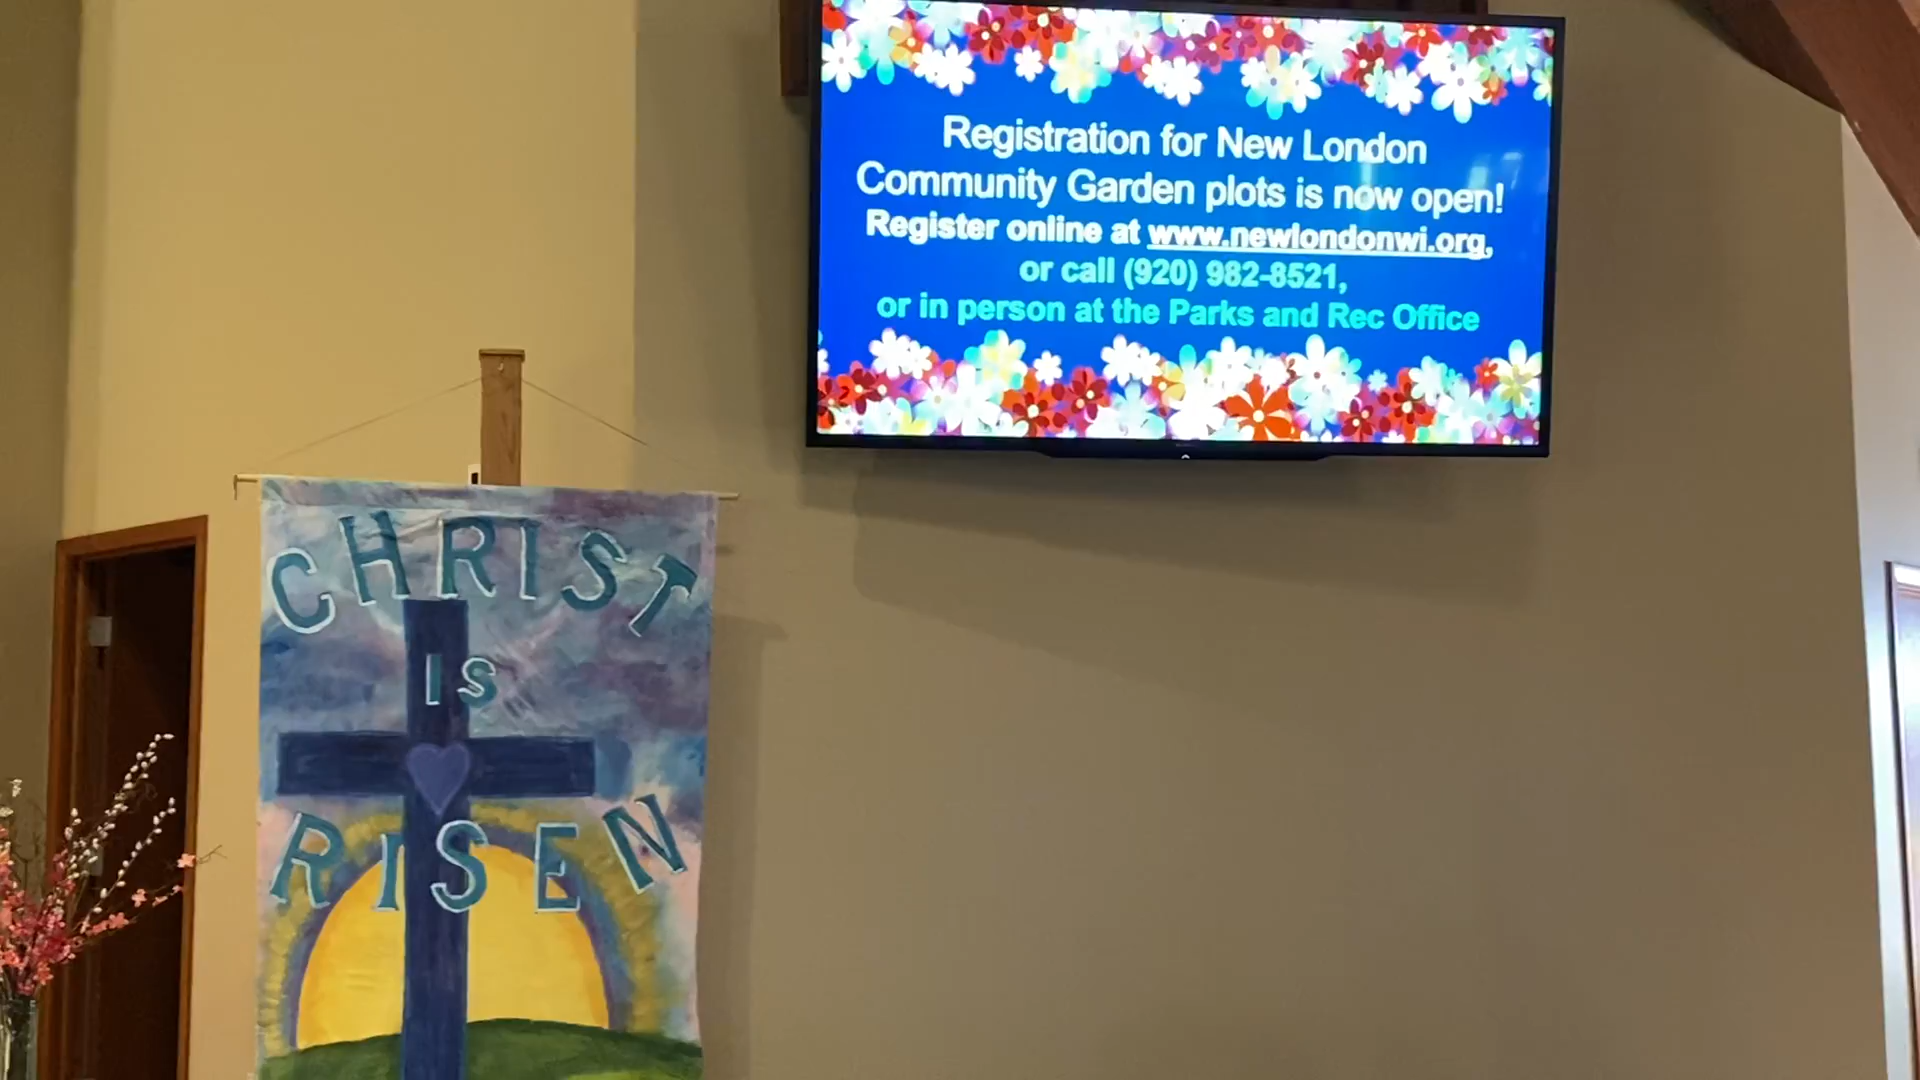 Registration for New London
Community Garden plots is now open!
Register online at www.newlondonwi.org,
or call (920) 982-8521,
or in person at the Parks and Rec Office
CHRIST
IS
RISEN